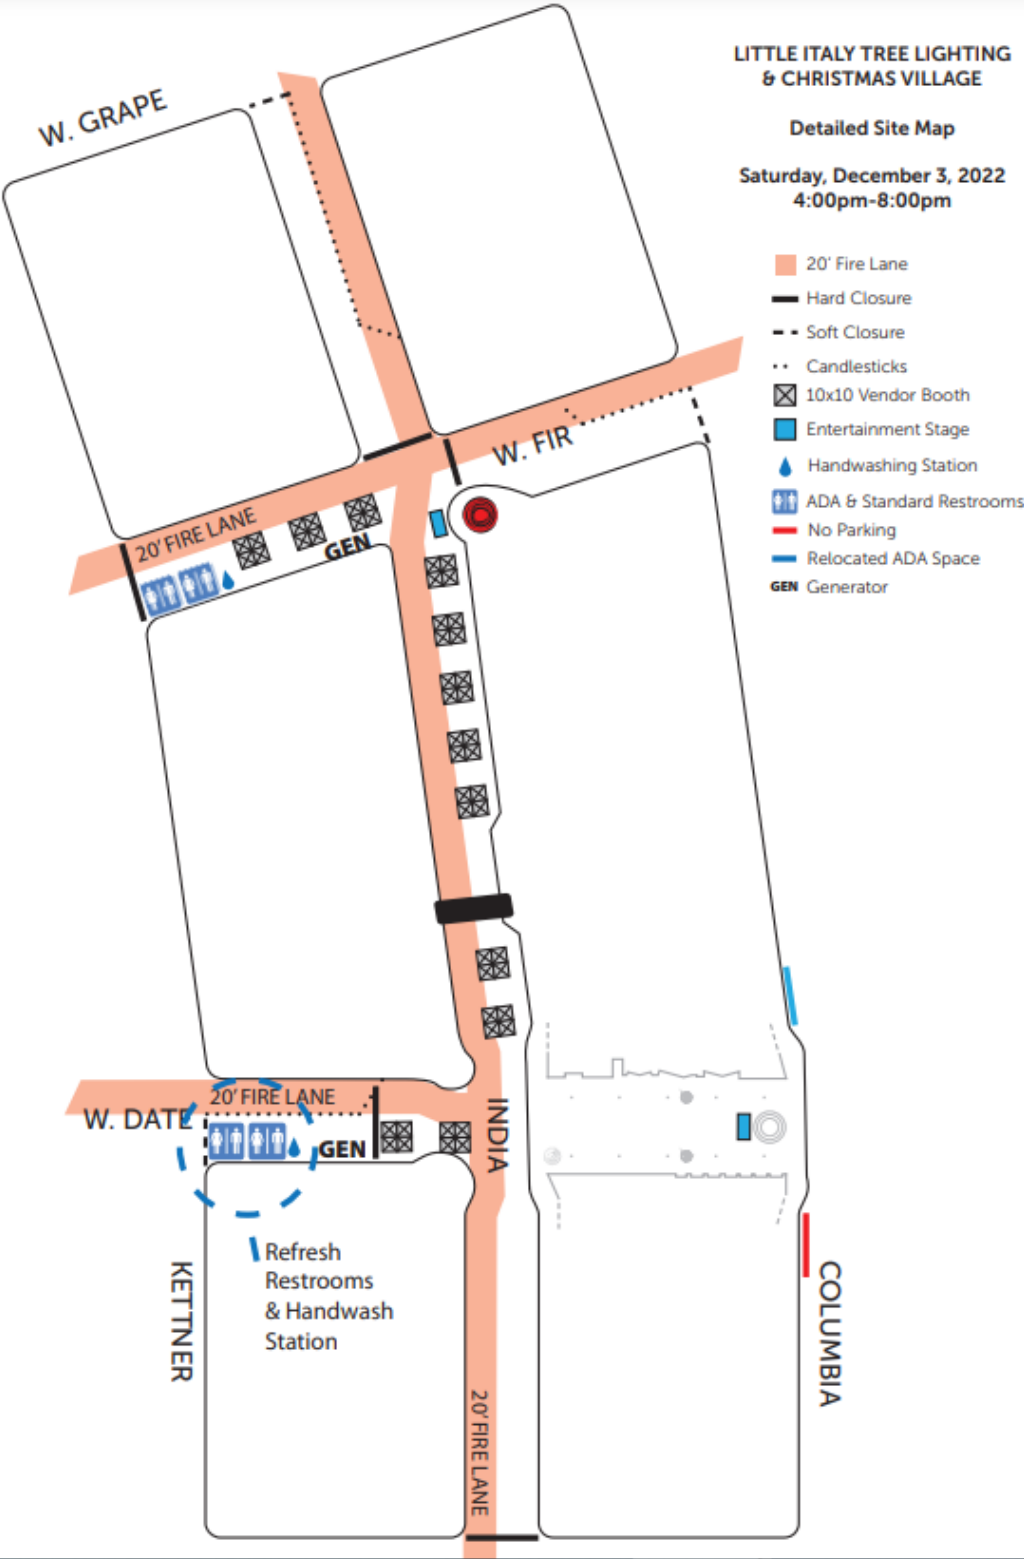 LITTLE ITALY TREE LIGHTING
& CHRISTMAS VILLAGE
Detailed Site Map
Saturday, December 3, 2022
4:00pm-8:00pm
20' Fire Lane
Hard Closure
Soft Closure
Candlesticks
10x10 Vendor Booth
Entertainment Stage
Handwashing Station
ADA & Standard Restrooms
No Parking
Relocated ADA Space
GEN Generator
W. GRAPE
W. FIR
20' FIRE LANE
GEN
20' FIRE LANE
W. DATE
GEN
INDIA
Refresh
Restrooms
& Handwash
Station
KETTNER
COLUMBIA
20' FIRE LANE